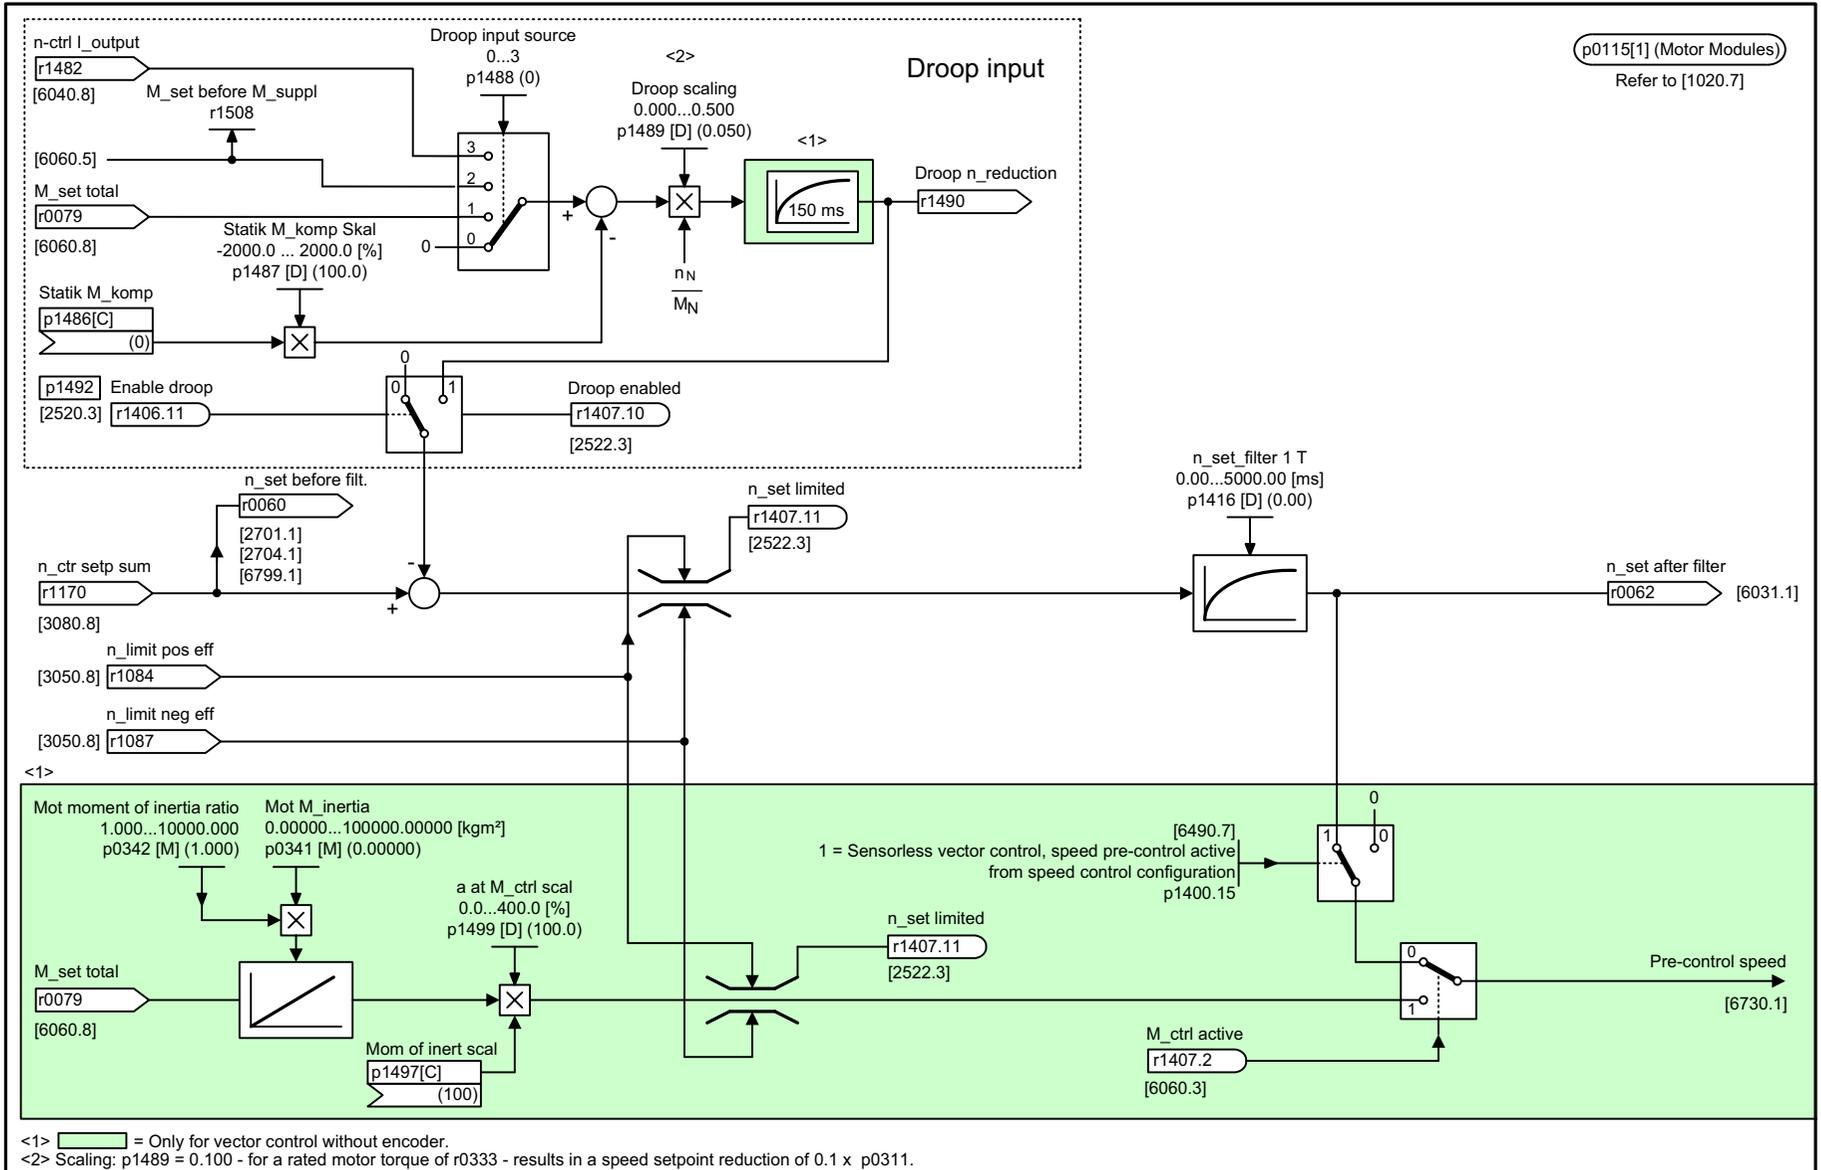 n-ctrl I_output
r1482
[6040.8]
M_set before M_suppl
r1508
[6060.5]
M_set total
r0079
[6060.8]
Droop input source
0...3
p1488 (0)
3
2
1
0
0
Statik M_komp Skal
-2000.0 ... 2000.0 [%]
p1487 [D] (100.0)
Statik M_komp
p1486[C]
(0)
+
-
<2>
Droop scaling
0.000...0.500
p1489 [D] (0.050)
nN
MN
Droop input
<1>
150 ms
Droop n_reduction
r1490
p1492
Enable droop
[2520.3]
r1406.11
0
0
1
Droop enabled
r1407.10
[2522.3]
p0115[1] (Motor Modules)
Refer to [1020.7]
n_set before filt.
r0060
[2701.1]
[2704.1]
[6799.1]
n_ctr setp sum
r1170
[3080.8]
-
+
n_set limited
r1407.11
[2522.3]
n_set_filter 1 T
0.00...5000.00 [ms]
p1416 [D] (0.00)
n_set after filter
r0062
[6031.1]
n_limit pos eff
[3050.8]
r1084
n_limit neg eff
[3050.8]
r1087
<1>
Mot moment of inertia ratio
1.000...10000.000
p0342 [M] (1.000)
Mot M_inertia
0.00000...100000.00000 [kgm²]
p0341 [M] (0.00000)
M_set total
r0079
[6060.8]
a at M_ctrl scal
0.0...400.0 [%]
p1499 [D] (100.0)
Mom of inert scal
p1497[C]
(100)
n_set limited
r1407.11
[2522.3]
[6490.7]
1 = Sensorless vector control, speed pre-control active
from speed control configuration
p1400.15
0
1
0
0
1
Pre-control speed
[6730.1]
M_ctrl active
r1407.2
[6060.3]
<1> = Only for vector control without encoder.
<2> Scaling: p1489 = 0.100 - for a rated motor torque of r0333 - results in a speed setpoint reduction of 0.1 x p0311.